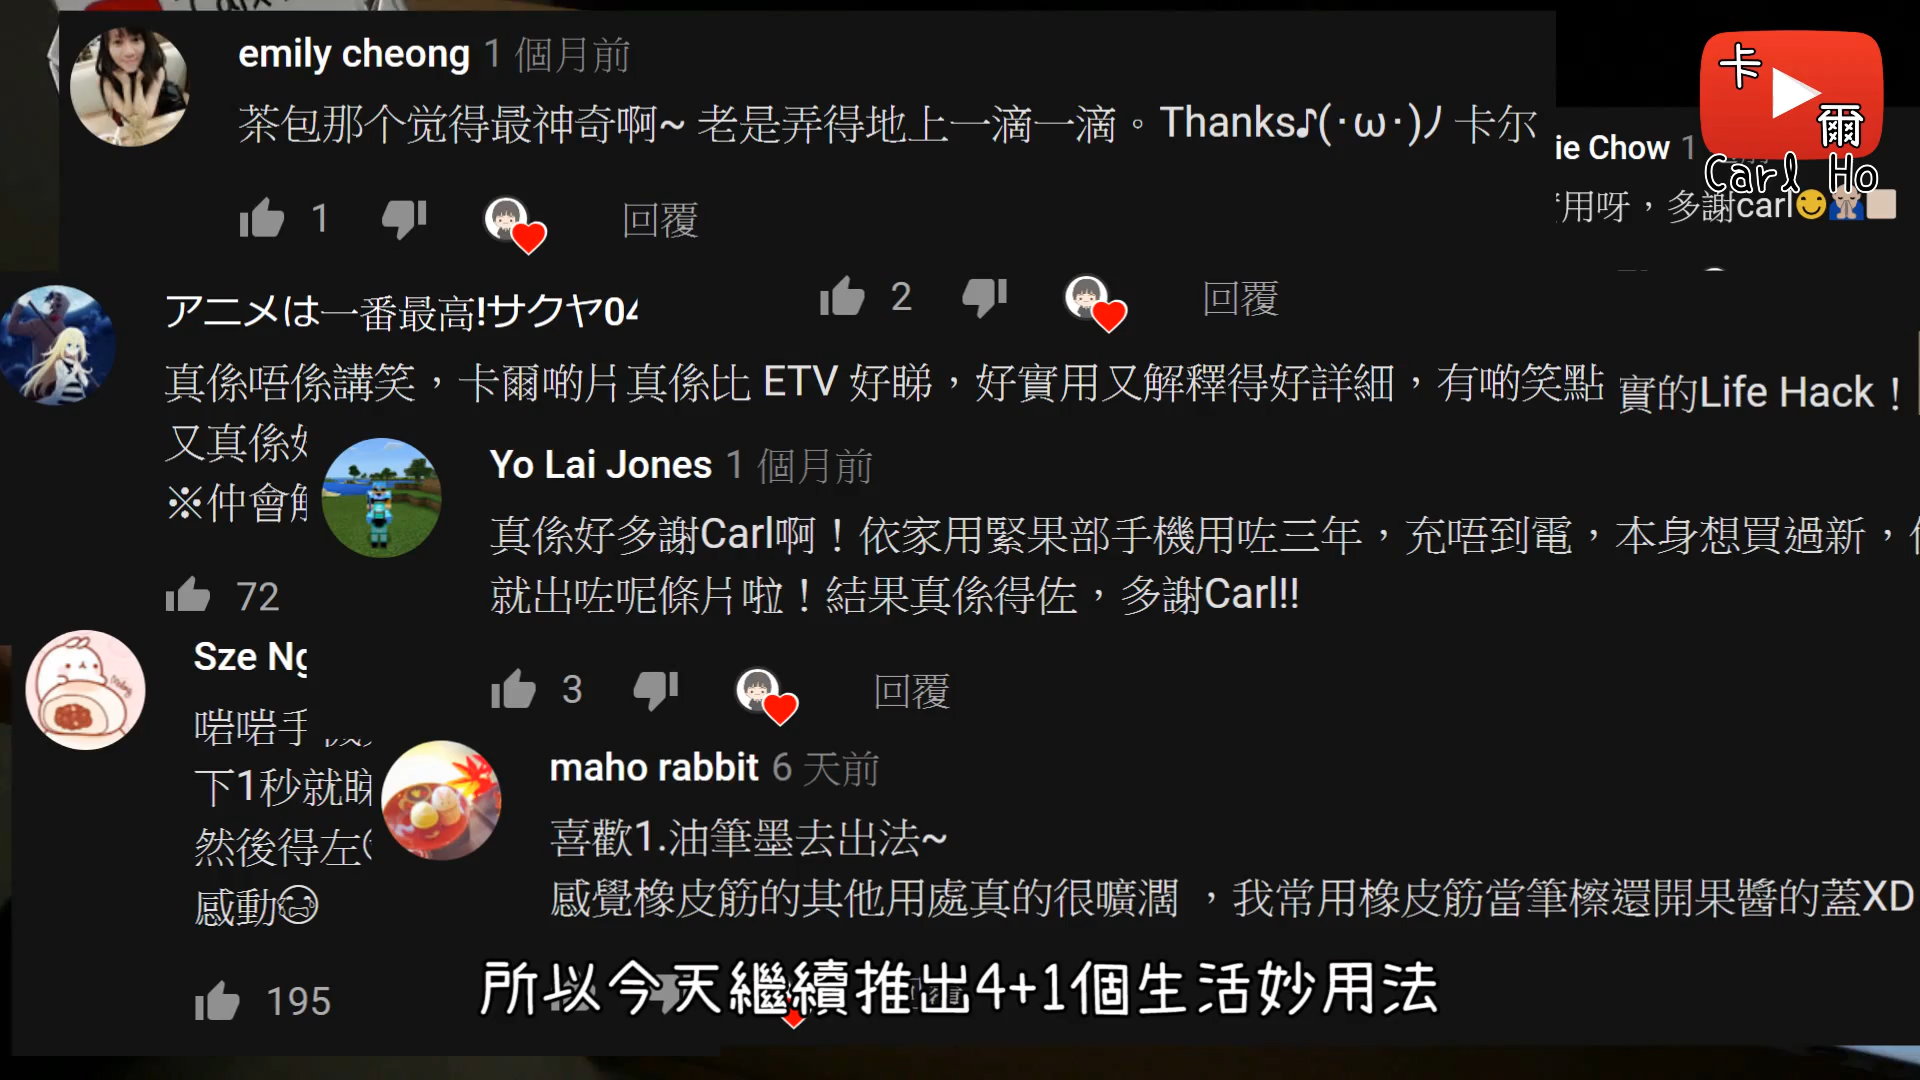 emily cheong 1 個月前
茶包那个觉得最神奇啊~ 老是弄得地上一滴一滴。Thanks♪(･ω･)ﾉ 卡尔
1 回覆
卡
爾
Carl Ho
ie Chow 1
用呀，多謝carl😊🙏🏻
2 回覆
アニメは一番最高!サクヤ04
真係唔係講笑，卡爾啲片真係比 ETV 好睇，好實用又解釋得好詳細，有啲笑點
又真係好
※仲會解
72
實的Life Hack！
Yo Lai Jones 1 個月前
真係好多謝Carl啊！依家用緊果部手機用咗三年，充唔到電，本身想買過新，
就出咗呢條片啦！結果真係得佐，多謝Carl!!
3 回覆
Sze Ng
啱啱手機
下1秒就睇
然後得左
感動😭
195
maho rabbit 6 天前
喜歡1.油筆墨去出法~
感覺橡皮筋的其他用處真的很曠濶 ，我常用橡皮筋當筆檫還開果醬的蓋XD
所以今天繼續推出4+1個生活妙用法